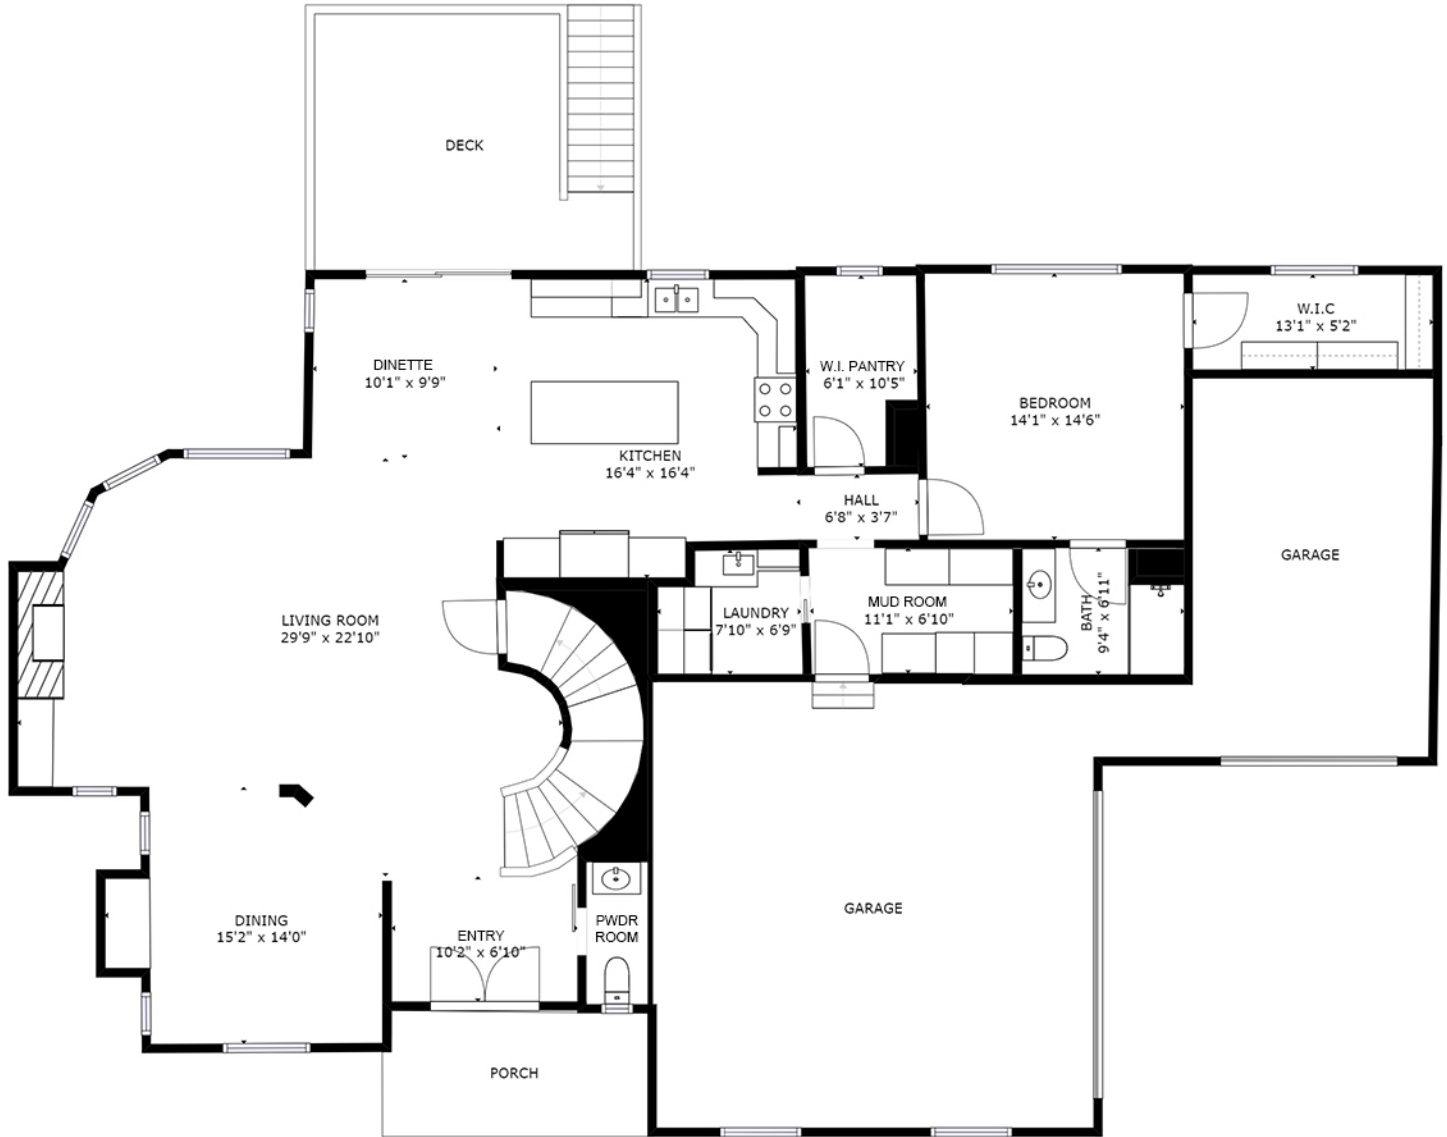 DECK
DINETTE
10'1" x 9'9"
W.I. PANTRY
6'1" x 10'5"
W.I.C
13'1" x 5'2"
BEDROOM
14'1" x 14'6"
KITCHEN
16'4" x 16'4"
HALL
6'8" x 3'7"
GARAGE
LIVING ROOM
29'9" x 22'10"
LAUNDRY
7'10" x 6'9"
MUD ROOM
11'1" x 6'10"
BATH
9'4" x 6'11"
DINING
15'2" x 14'0"
ENTRY
10'2" x 6'10"
PWDR
ROOM
GARAGE
PORCH